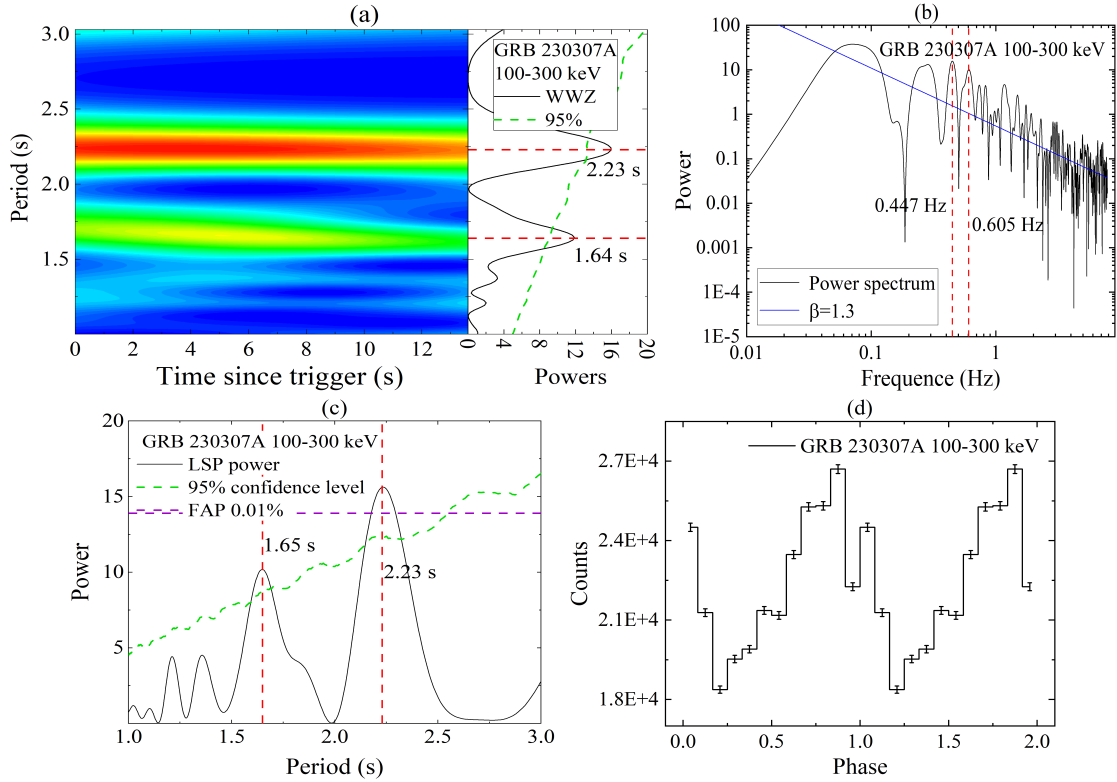 (a)
3.0
2.5
2.0
1.5
Period (s)
0 2 4 6 8 10 12
Time since trigger (s)
GRB 230307A
100-300 keV
WWZ
95%
2.23 s
1.64 s
0 4 8 12 16 20
Powers
(b)
GRB 230307A 100-300 keV
100
10
1
0.1
0.01
0.001
1E-4
1E-5
Power
0.447 Hz
0.605 Hz
Power spectrum
β=1.3
0.01 0.1 1
Frequence (Hz)
(c)
20
15
10
5
Power
GRB 230307A 100-300 keV
LSP power
95% confidence level
FAP 0.01%
1.65 s
2.23 s
1.0 1.5 2.0 2.5 3.0
Period (s)
(d)
GRB 230307A 100-300 keV
2.7E+4
2.4E+4
2.1E+4
1.8E+4
Counts
0.0 0.5 1.0 1.5 2.0
Phase